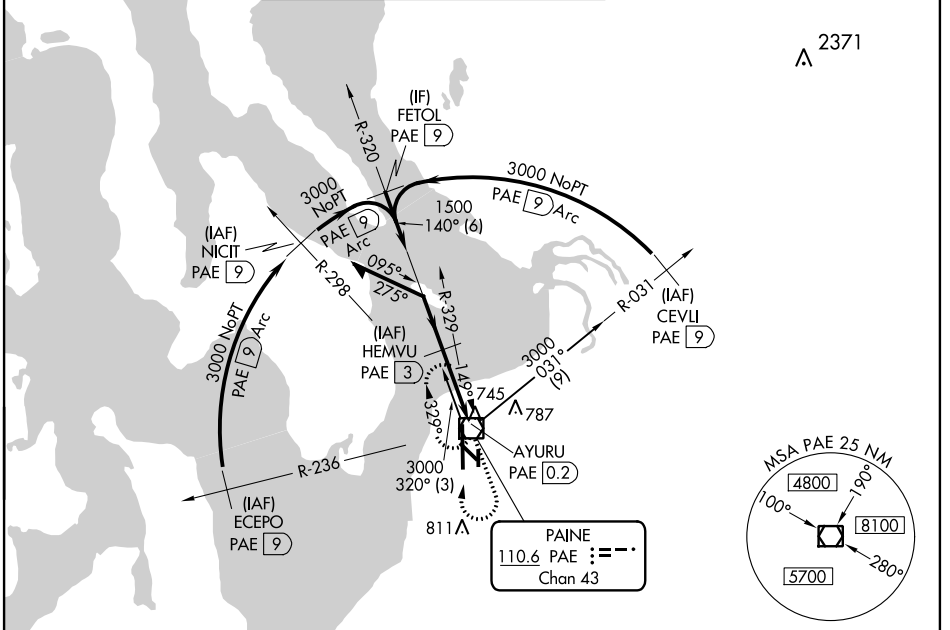 2371
(IF)
FETOL
PAE 9
R-320
3000
NoPT
PAE 9
Arc
3000 NoPT
PAE 9 Arc
1500
140° (6)
(IAF)
NICIT
PAE 9
R-298
095°
275°
R-329
R-031
(IAF)
CEVLI
PAE 9
3000 NoPT
PAE 9 Arc
(IAF)
HEMVU
PAE 3
3000
031°
(9)
149°
745
787
329°
AYURU
PAE 0.2
3000
320° (3)
R-236
(IAF)
ECEPO
PAE 9
811
PAINE
110.6 PAE
Chan 43
MSA PAE 25 NM
4800
190°
100°
8100
280°
5700